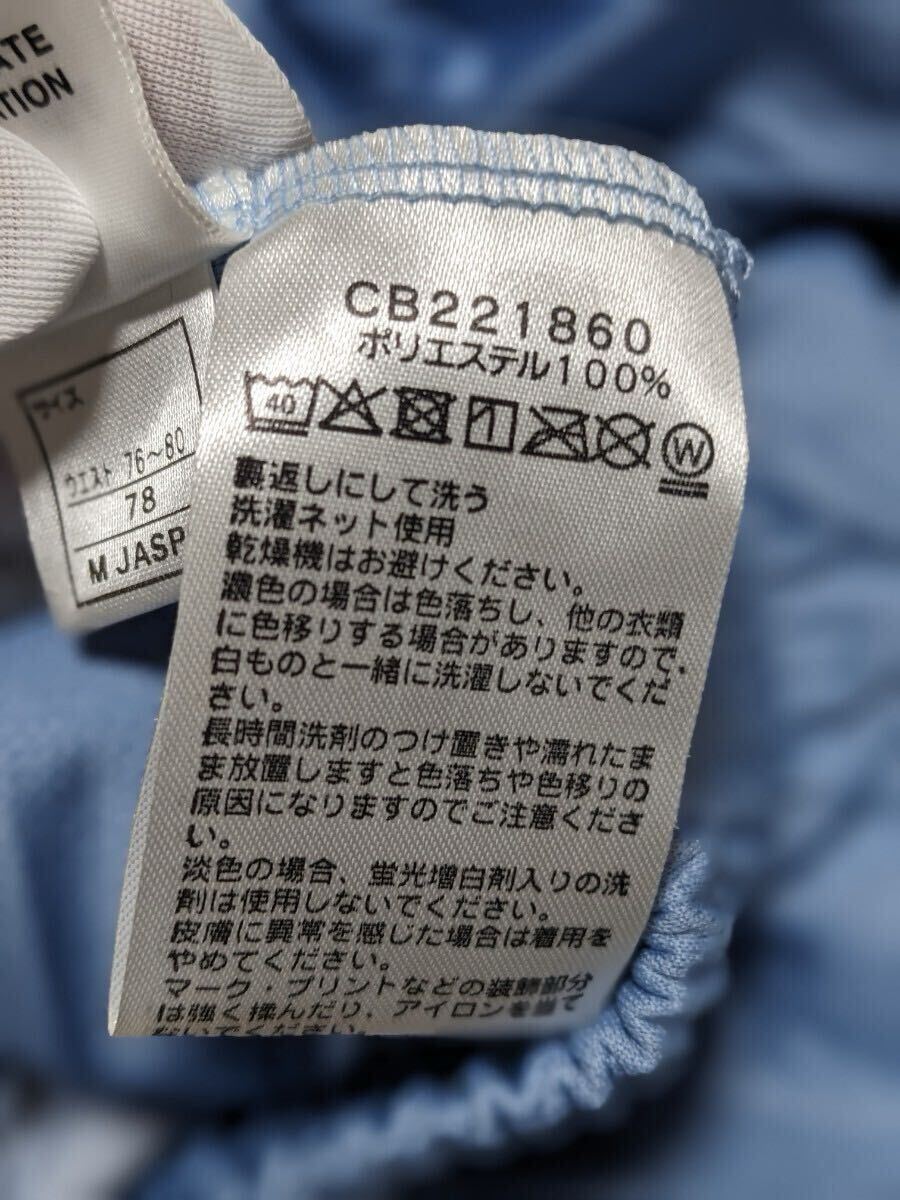 ATE
TION
サイズ
ウエスト 76~80
78
M JASP
CB221860
ポリエステル100%
40
W
裏返しにして洗う
洗濯ネット使用
乾燥機はお避けください。
濃色の場合は色落ちし、他の衣類
に色移りする場合がありますので、
白ものと一緒に洗濯しないでくだ
さい。
長時間洗剤のつけ置きや濡れたま
ま放置しますと色落ちや色移りの
原因になりますのでご注意くださ
い。
淡色の場合、蛍光増白剤入りの洗
剤は使用しないでください。
皮膚に異常を感じた場合は着用を
やめてください。
マーク・プリントなどの装飾部分
は強く揉んだり、アイロンを当て
ないでください。